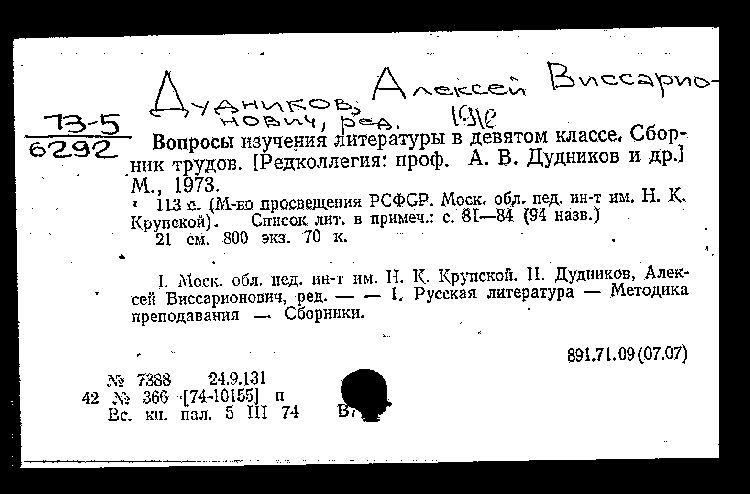 Дудников, Алексей Виссарио-
нович, ред.
73-5
6292
Вопросы изучения литературы в девятом классе. Сбор-
ник трудов. [Редколлегия: проф. А. В. Дудников и др.]
М., 1973.
113 с. (М-во просвещения РСФСР. Моск. обл. пед. ин-т им. Н. К.
Крупской). Список лит. в примеч.: с. 81—84 (94 назв.)
21 см. 800 экз. 70 к.
I. Моск. обл. пед. ин-т им. Н. К. Крупской. II. Дудников, Алек-
сей Виссарионович, ред. — — 1. Русская литература — Методика
преподавания — Сборники.
891.71.09(07.07)
№ 7388 24.9.131
42 № 366 [74-10155] п
Вс. кн. пал. 5 III 74